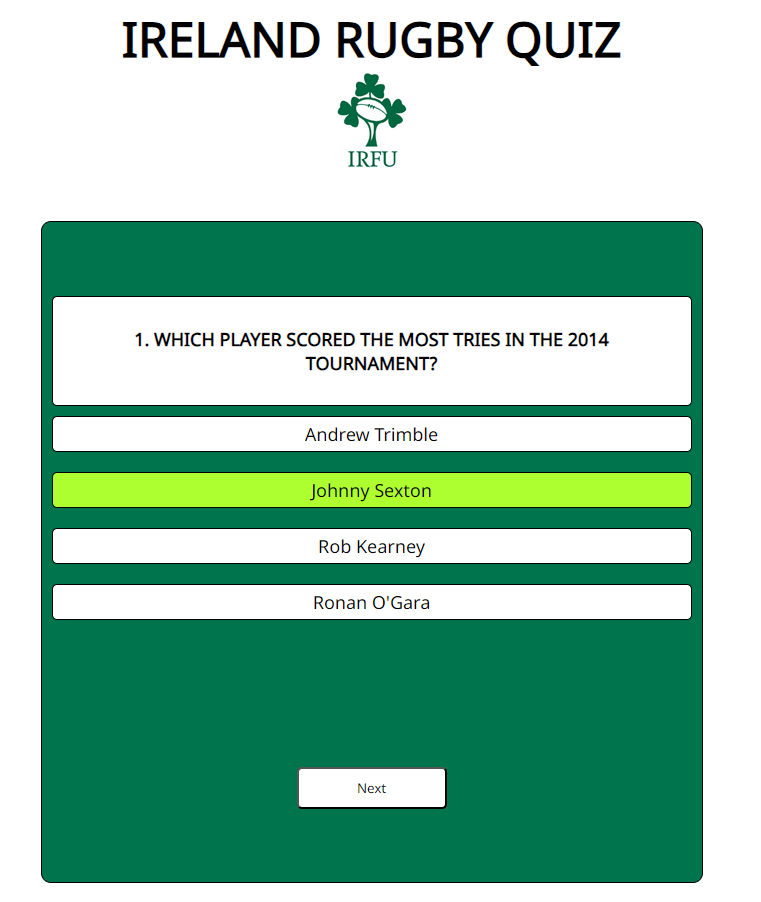 IRELAND RUGBY QUIZ
IRFU
1. WHICH PLAYER SCORED THE MOST TRIES IN THE 2014
TOURNAMENT?
Andrew Trimble
Johnny Sexton
Rob Kearney
Ronan O'Gara
Next